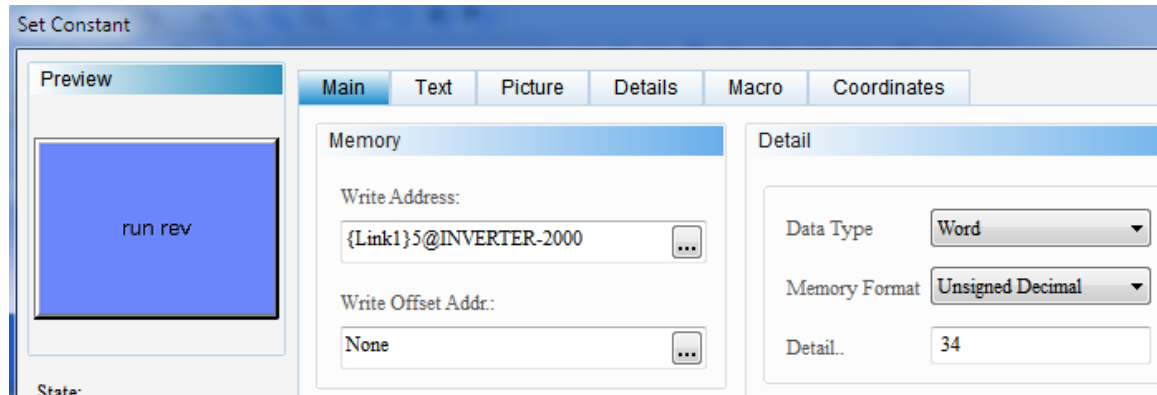 Set Constant
Preview
run rev
State:
Main Text Picture Details Macro Coordinates
Memory
Write Address:
{Link1}5@INVERTER-2000
...
Write Offset Addr.:
None
...
Detail
Data Type Word
Memory Format Unsigned Decimal
Detail.. 34